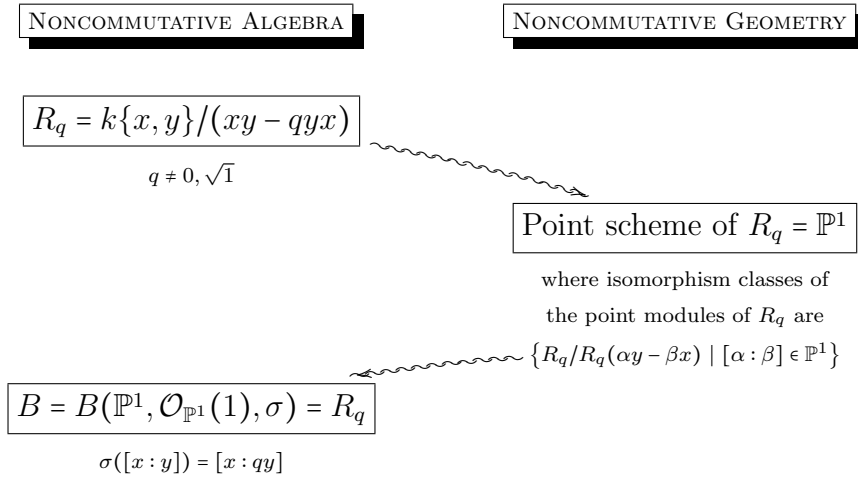 NONCOMMUTATIVE ALGEBRA
NONCOMMUTATIVE GEOMETRY
R_q = k{x, y}/(xy − qyx)
q ≠ 0, √1
Point scheme of R_q = ℙ¹
where isomorphism classes of
the point modules of R_q are
{R_q/R_q(αy − βx) | [α : β] ∈ ℙ¹}
B = B(ℙ¹, 𝒪_ℙ¹(1), σ) = R_q
σ([x : y]) = [x : qy]